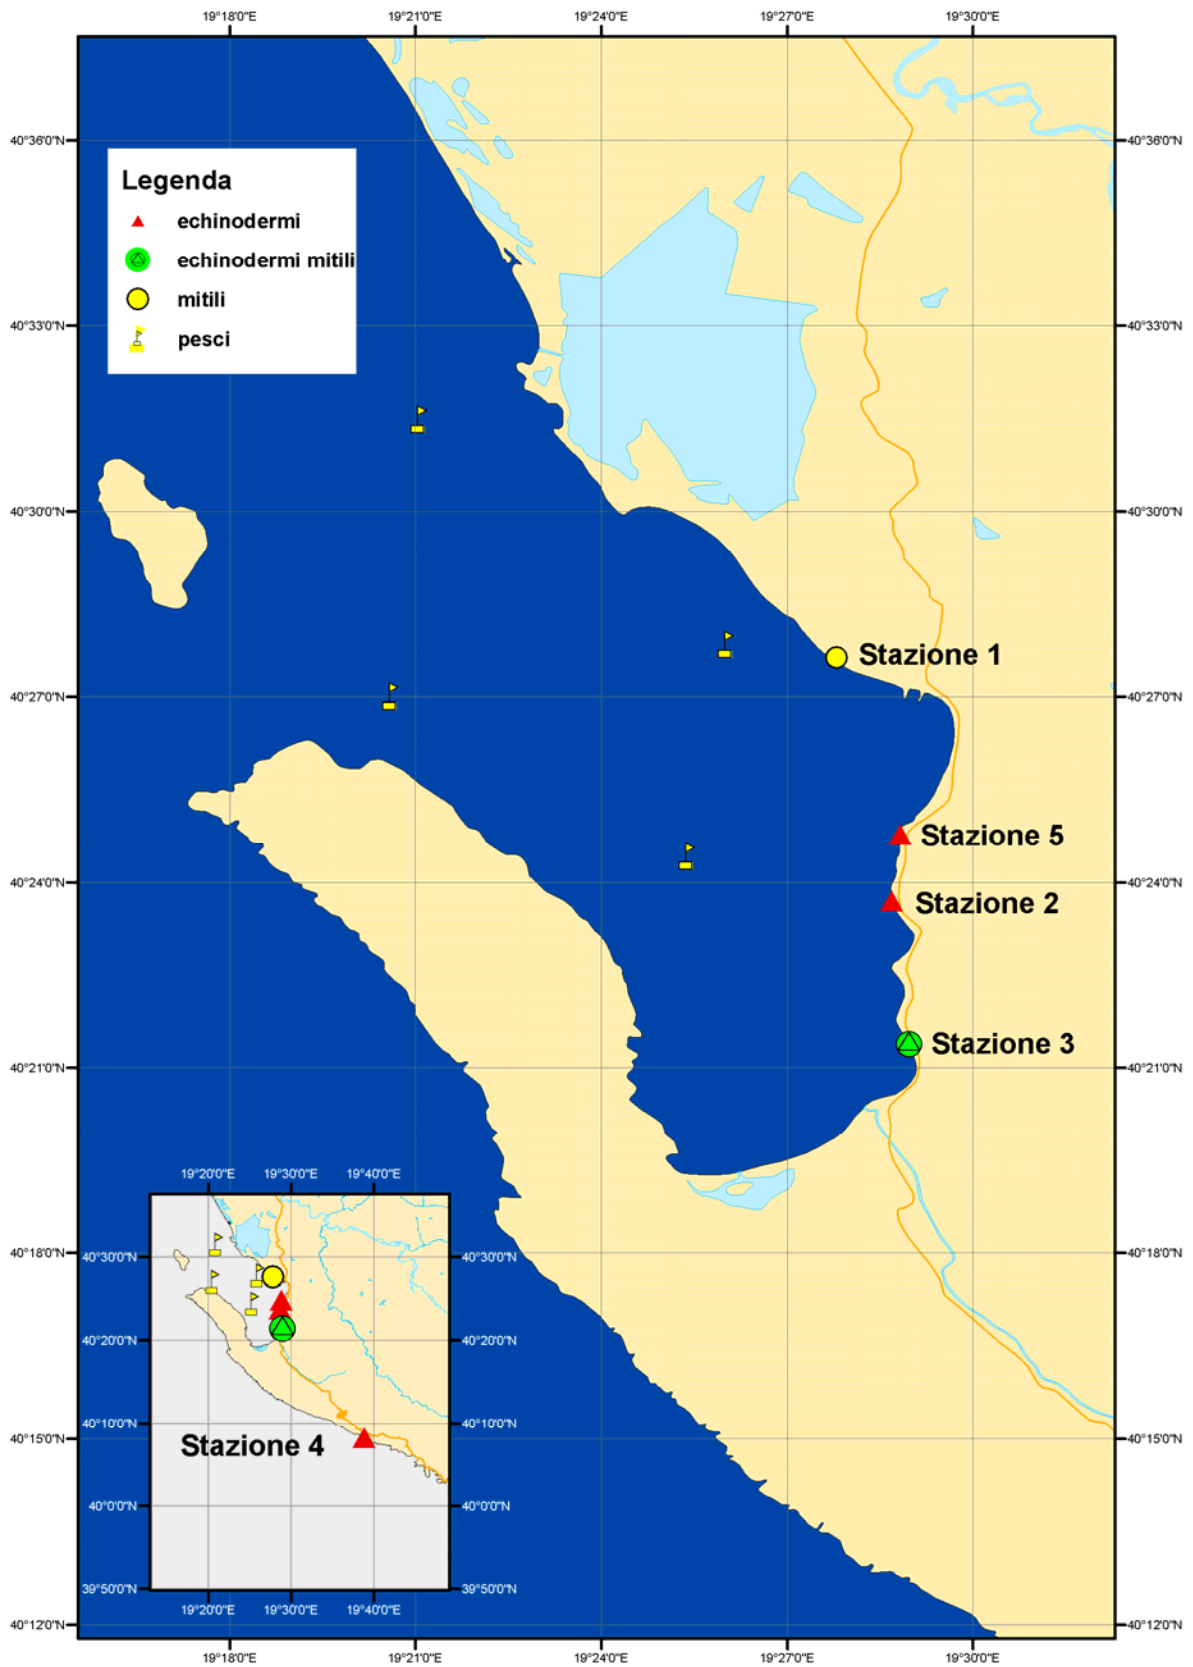 19°18'0"E 19°21'0"E 19°24'0"E 19°27'0"E 19°30'0"E
40°36'0"N 40°36'0"N
Legenda
echinodermi
echinodermi mitili
mitili
pesci
40°33'0"N 40°33'0"N
40°30'0"N 40°30'0"N
Stazione 1
40°27'0"N 40°27'0"N
Stazione 5
40°24'0"N 40°24'0"N
Stazione 2
Stazione 3
40°21'0"N 40°21'0"N
19°20'0"E 19°30'0"E 19°40'0"E
40°18'0"N 40°18'0"N
40°30'0"N 40°30'0"N
40°20'0"N 40°20'0"N
40°10'0"N 40°10'0"N
40°15'0"N 40°15'0"N
Stazione 4
40°0'0"N 40°0'0"N
39°50'0"N 39°50'0"N
19°20'0"E 19°30'0"E 19°40'0"E
40°12'0"N 40°12'0"N
19°18'0"E 19°21'0"E 19°24'0"E 19°27'0"E 19°30'0"E